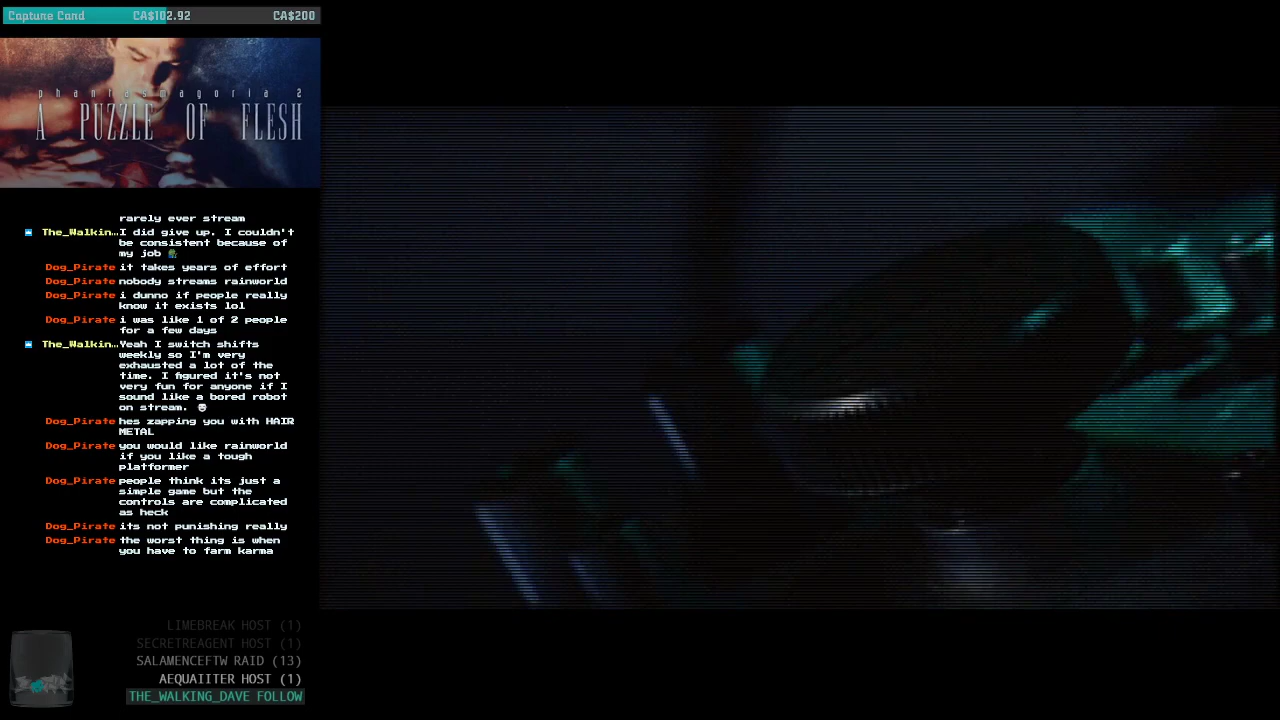 Capture Card CA$102.92 CA$200
phantasmagoria 2
A PUZZLE OF FLESH
rarely ever stream
The_Walkin… I did give up. I couldn't
be consistent because of
my job
Dog_Pirate it takes years of effort
Dog_Pirate nobody streams rainworld
Dog_Pirate i dunno if people really
know it exists lol
Dog_Pirate i was like 1 of 2 people
for a few days
The_Walkin… Yeah I switch shifts
weekly so I'm very
exhausted a lot of the
time. I figured it's not
very fun for anyone if I
sound like a bored robot
on stream.
Dog_Pirate hes zapping you with HAIR
METAL
Dog_Pirate you would like rainworld
if you like a tough
platformer
Dog_Pirate people think its just a
simple game but the
controls are complicated
as heck
Dog_Pirate its not punishing really
Dog_Pirate the worst thing is when
you have to farm karma
LIMEBREAK HOST (1)
SECRETREAGENT HOST (1)
SALAMENCEFTW RAID (13)
AEQUAIITER HOST (1)
THE_WALKING_DAVE FOLLOW